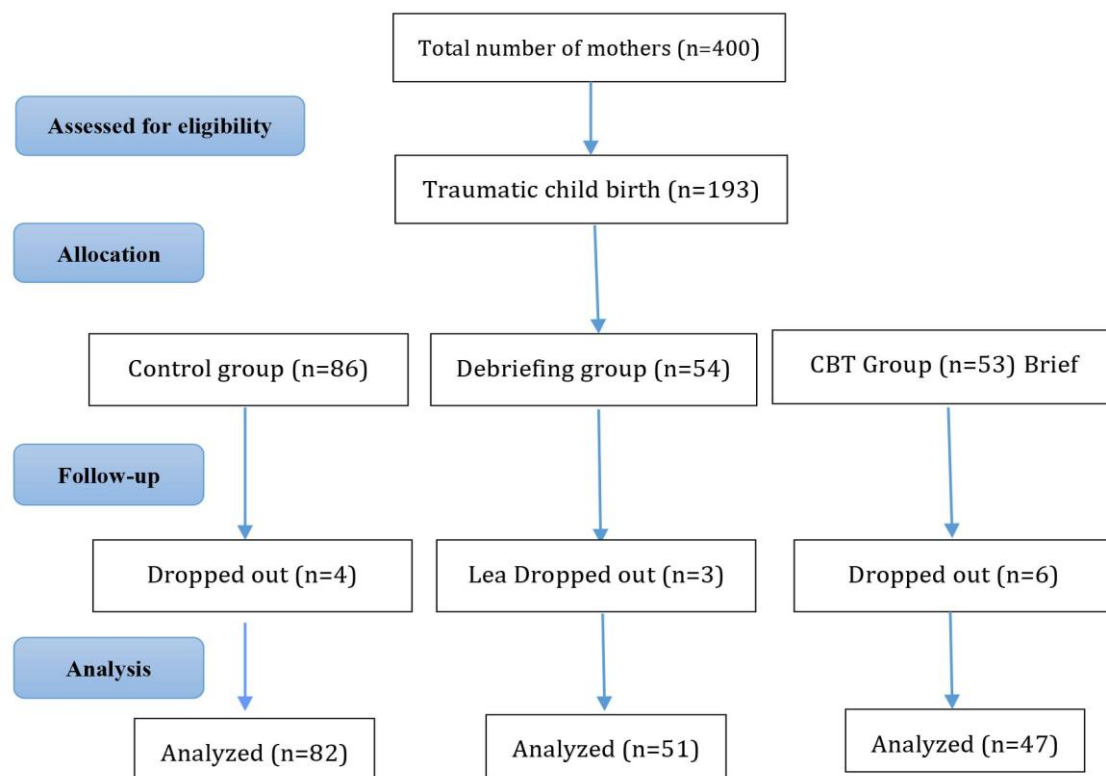 Total number of mothers (n=400)
Assessed for eligibility
Traumatic child birth (n=193)
Allocation
Control group (n=86)
Debriefing group (n=54)
CBT Group (n=53) Brief
Follow-up
Dropped out (n=4)
Lea Dropped out (n=3)
Dropped out (n=6)
Analysis
Analyzed (n=82)
Analyzed (n=51)
Analyzed (n=47)